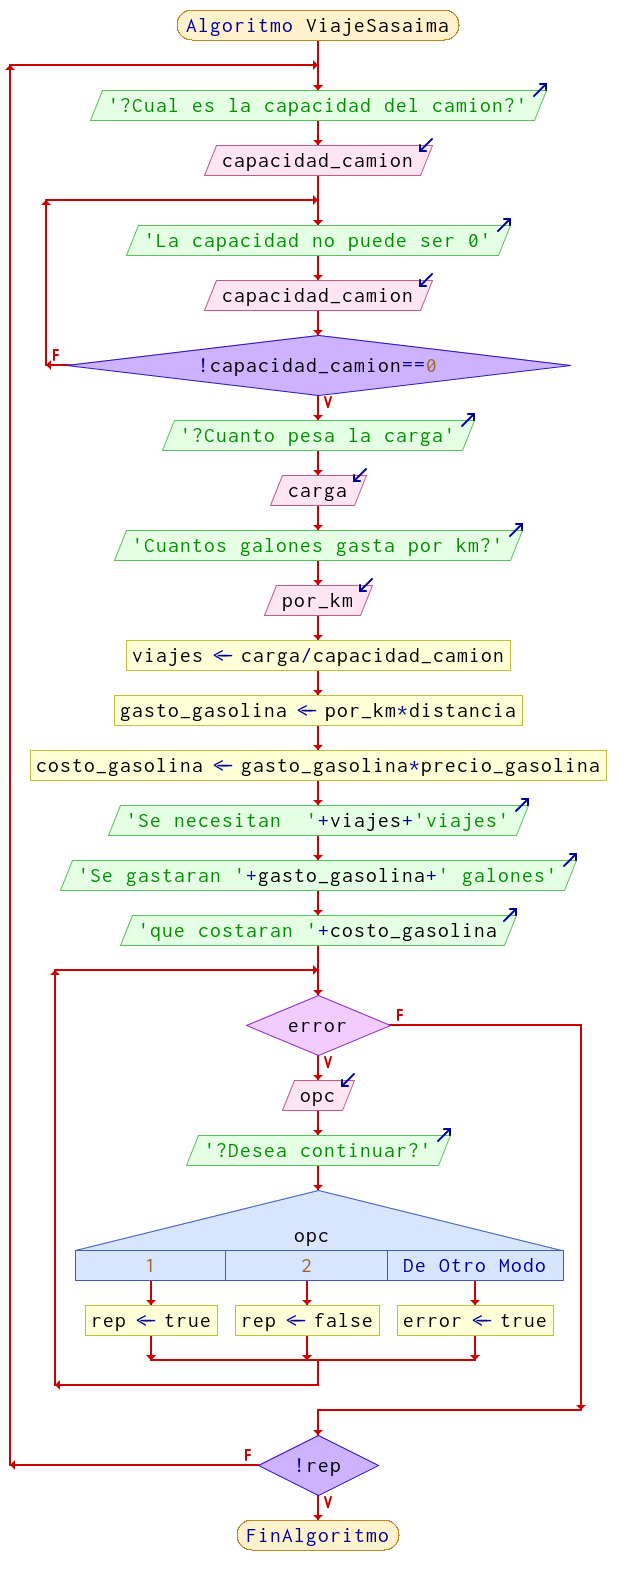 Algoritmo ViajeSasaima
'?Cual es la capacidad del camion?'
capacidad_camion
'La capacidad no puede ser 0'
capacidad_camion
F
!capacidad_camion==0
V
'?Cuanto pesa la carga'
carga
'Cuantos galones gasta por km?'
por_km
viajes ← carga/capacidad_camion
gasto_gasolina ← por_km*distancia
costo_gasolina ← gasto_gasolina*precio_gasolina
'Se necesitan  '+viajes+'viajes'
'Se gastaran '+gasto_gasolina+' galones'
'que costaran '+costo_gasolina
error F
V
opc
'?Desea continuar?'
opc
1 2 De Otro Modo
rep ← true rep ← false error ← true
F
!rep
V
FinAlgoritmo